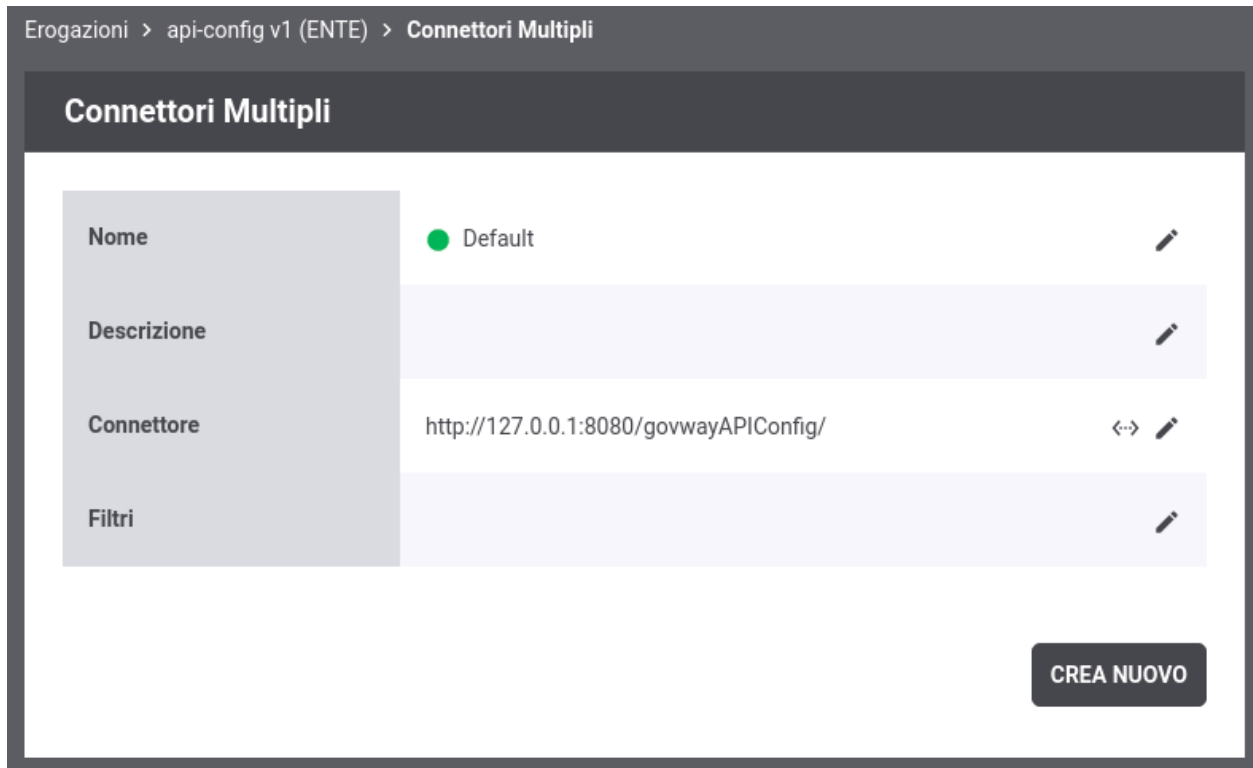 Erogazioni > api-config v1 (ENTE) > Connettori Multipli
Connettori Multipli
Nome Default
Descrizione
Connettore http://127.0.0.1:8080/govwayAPIConfig/
Filtri
CREA NUOVO